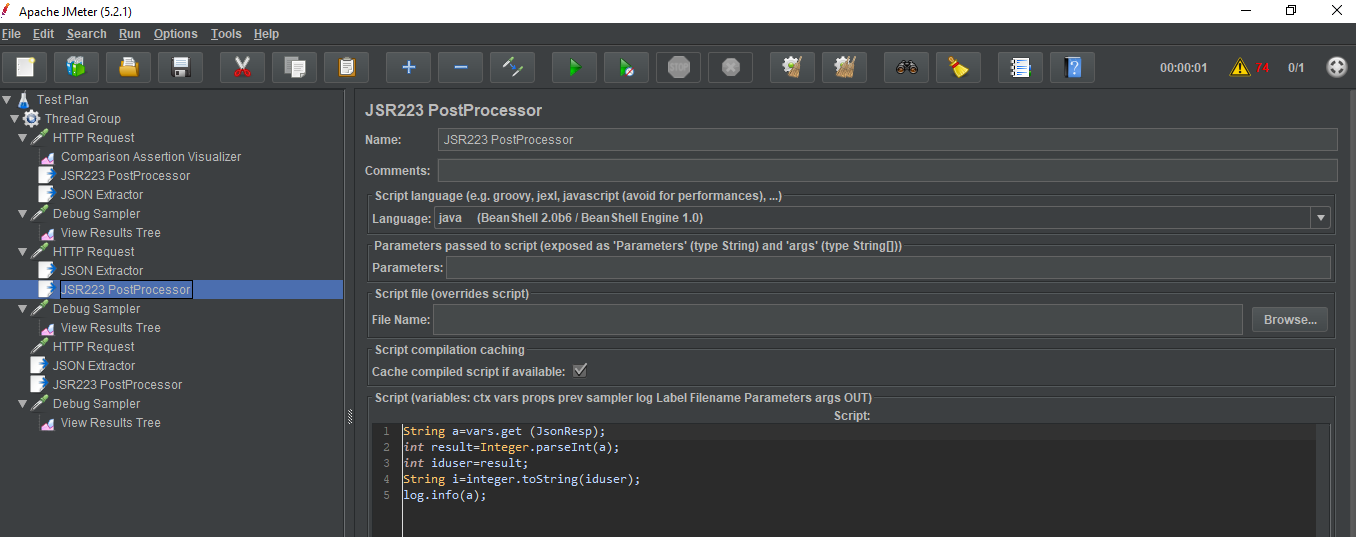 Apache JMeter (5.2.1)
File Edit Search Run Options Tools Help
00:00:01 74 0/1
Test Plan
Thread Group
HTTP Request
Comparison Assertion Visualizer
JSR223 PostProcessor
JSON Extractor
Debug Sampler
View Results Tree
HTTP Request
JSON Extractor
JSR223 PostProcessor
Debug Sampler
View Results Tree
HTTP Request
JSON Extractor
JSR223 PostProcessor
Debug Sampler
View Results Tree
JSR223 PostProcessor
Name: JSR223 PostProcessor
Comments:
Script language (e.g. groovy, jexl, javascript (avoid for performances), ...)
Language: java (BeanShell 2.0b6 / BeanShell Engine 1.0)
Parameters passed to script (exposed as 'Parameters' (type String) and 'args' (type String[]))
Parameters:
Script file (overrides script)
File Name: Browse...
Script compilation caching
Cache compiled script if available:
Script (variables: ctx vars props prev sampler log Label Filename Parameters args OUT)
Script:
1 String a=vars.get (JsonResp);
2 int result=Integer.parseInt(a);
3 int iduser=result;
4 String i=integer.toString(iduser);
5 log.info(a);